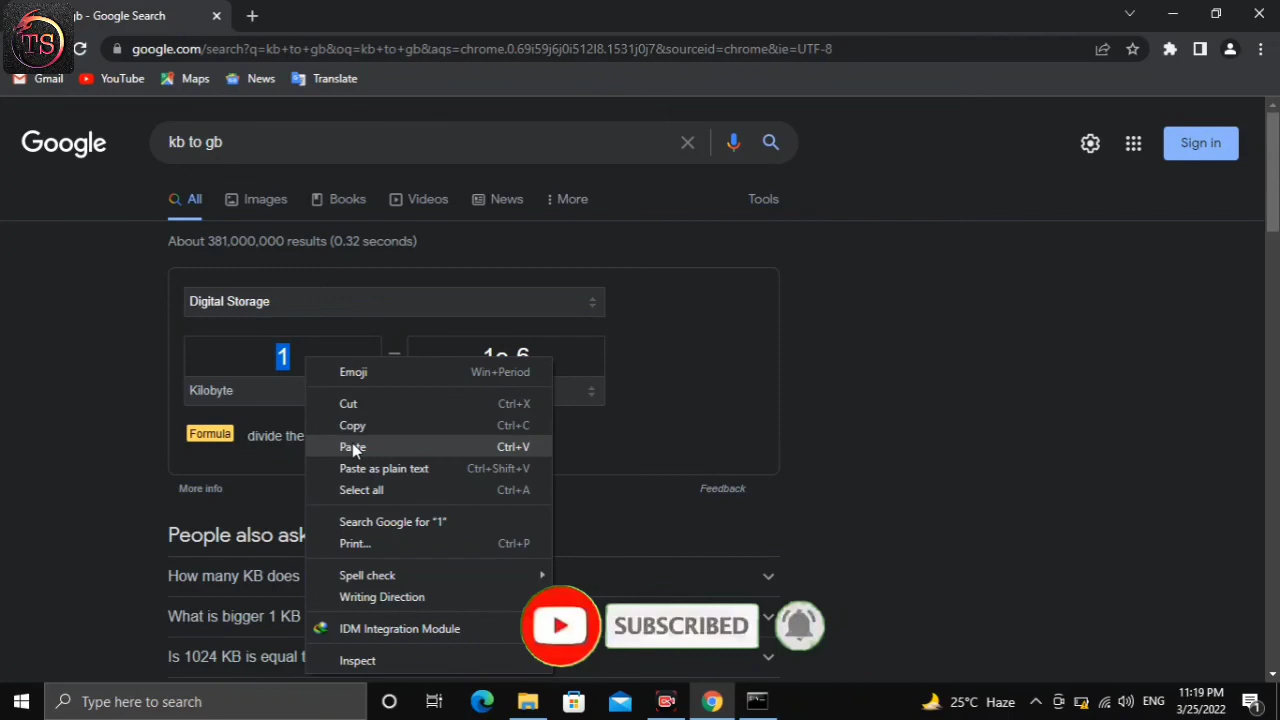 TS
gb - Google Search
google.com/search?q=kb+to+gb&oq=kb+to+gb&aqs=chrome.0.69i59j6j0i512l8.1531j0j7&sourceid=chrome&ie=UTF-8
Gmail YouTube Maps News Translate
Google
kb to gb
Sign in
All Images Books Videos News More Tools
About 381,000,000 results (0.32 seconds)
Digital Storage
1 = 1e-6
Kilobyte
Formula divide the
More info Feedback
Emoji Win+Period
Cut Ctrl+X
Copy Ctrl+C
Paste Ctrl+V
Paste as plain text Ctrl+Shift+V
Select all Ctrl+A
Search Google for "1"
Print... Ctrl+P
Spell check
Writing Direction
IDM Integration Module
Inspect
People also ask
How many KB does
What is bigger 1 KB
Is 1024 KB is equal t
SUBSCRIBED
Type here to search
25°C Haze
ENG
11:19 PM
3/25/2022
1